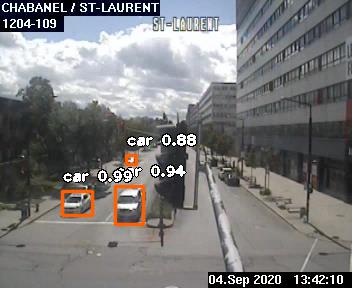 CHABANEL / ST-LAURENT
1204-109
ST-LAURENT
car 0.88
car 0.99
car 0.94
04.Sep 2020 13:42:10